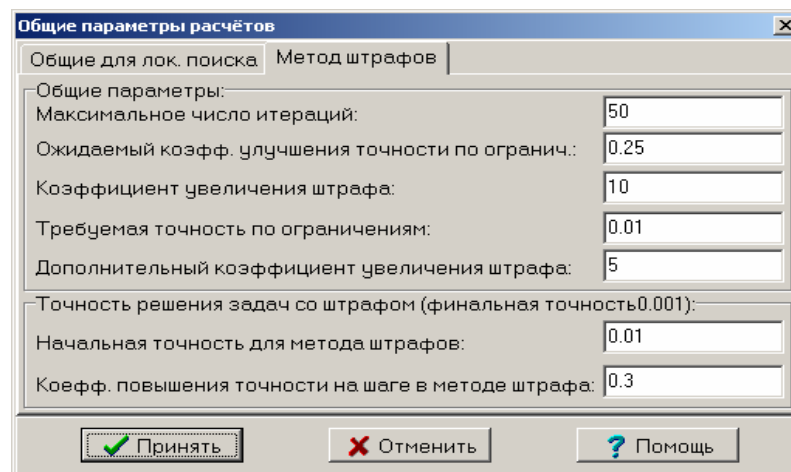 Общие параметры расчётов
Общие для лок. поиска Метод штрафов
Общие параметры:
Максимальное число итераций: 50
Ожидаемый коэфф. улучшения точности по огранич.: 0.25
Коэффициент увеличения штрафа: 10
Требуемая точность по ограничениям: 0.01
Дополнительный коэффициент увеличения штрафа: 5
Точность решения задач со штрафом (финальная точность0.001):
Начальная точность для метода штрафов: 0.01
Коефф. повышения точности на шаге в методе штрафа: 0.3
Принять Отменить ? Помощь